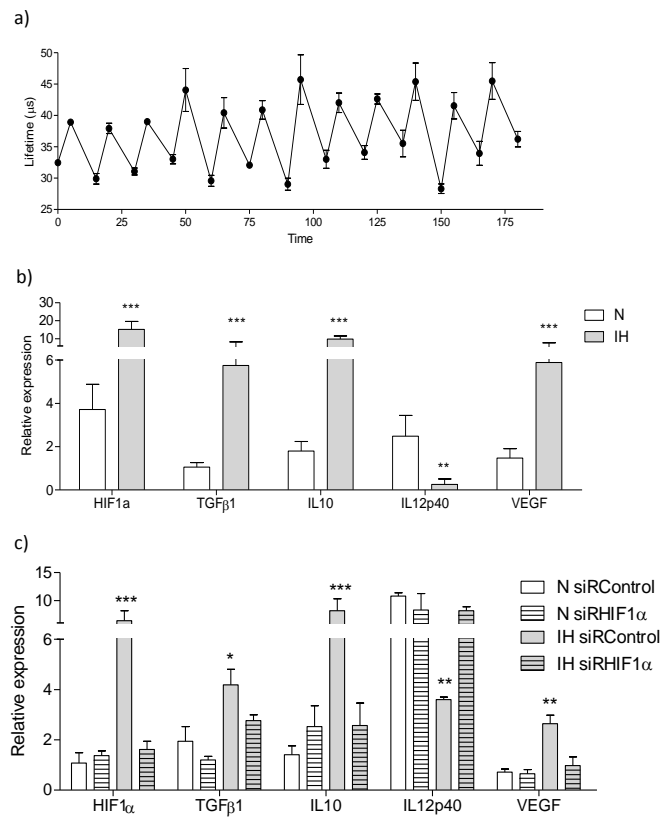 a)
50
45
40
35
30
25
Lifetime (µs)
0 25 50 75 100 125 150 175
Time
b)
30
20
10
6
4
2
0
Relative expression
*** *** *** ** ***
N
IH
HIF1a TGFβ1 IL10 IL12p40 VEGF
c)
15
10
5
6
4
2
0
Relative expression
*** * *** ** **
N siRControl
N siRHIF1α
IH siRControl
IH siRHIF1α
HIF1α TGFβ1 IL10 IL12p40 VEGF